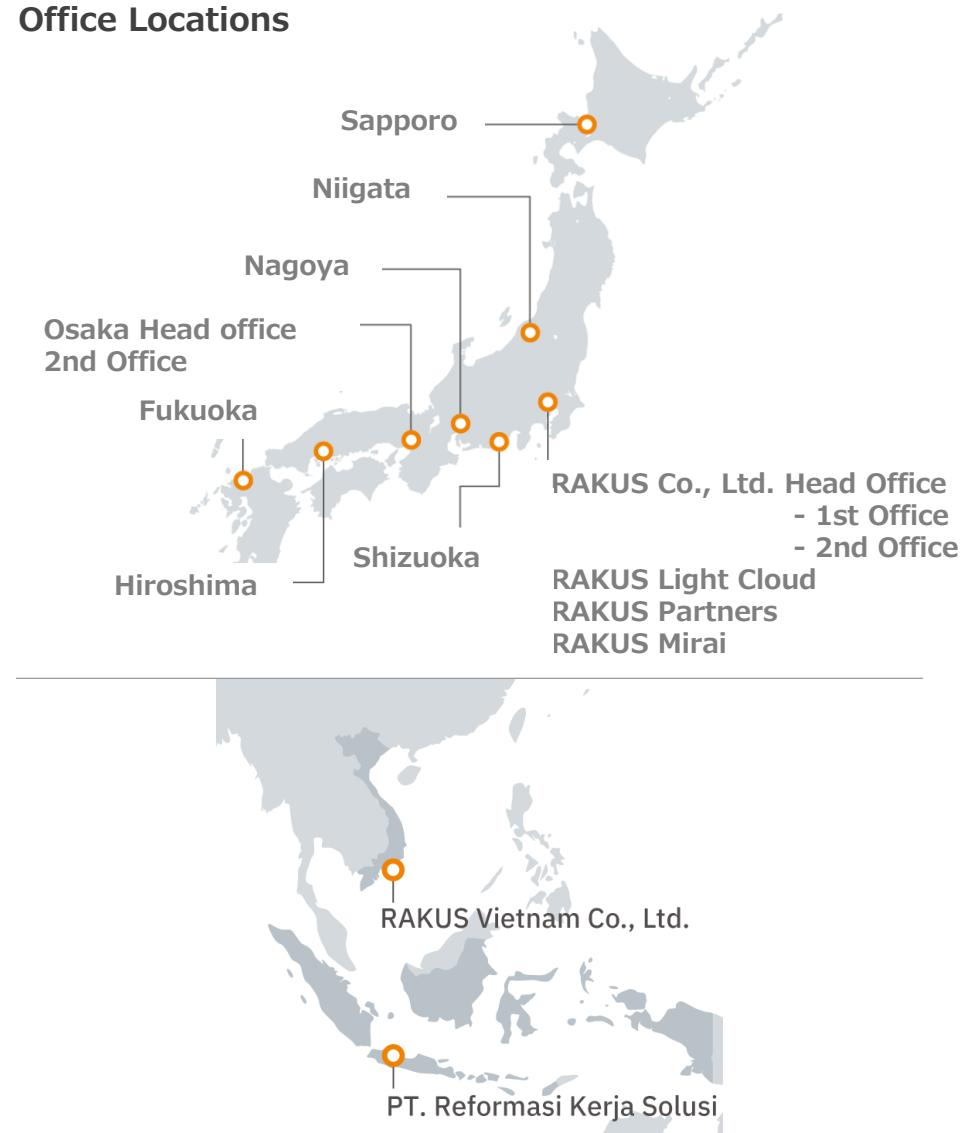 Office Locations
Sapporo
Niigata
Nagoya
Osaka Head office
2nd Office
Fukuoka
RAKUS Co., Ltd. Head Office
- 1st Office
- 2nd Office
Shizuoka
Hiroshima
RAKUS Light Cloud
RAKUS Partners
RAKUS Mirai
RAKUS Vietnam Co., Ltd.
PT. Reformasi Kerja Solusi